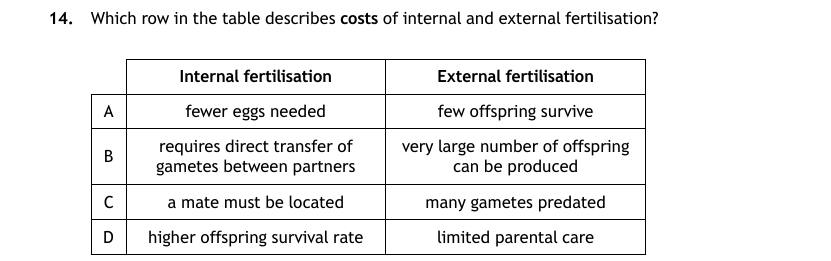 14. Which row in the table describes costs of internal and external fertilisation?
Internal fertilisation External fertilisation
A fewer eggs needed few offspring survive
B requires direct transfer of gametes between partners very large number of offspring can be produced
C a mate must be located many gametes predated
D higher offspring survival rate limited parental care